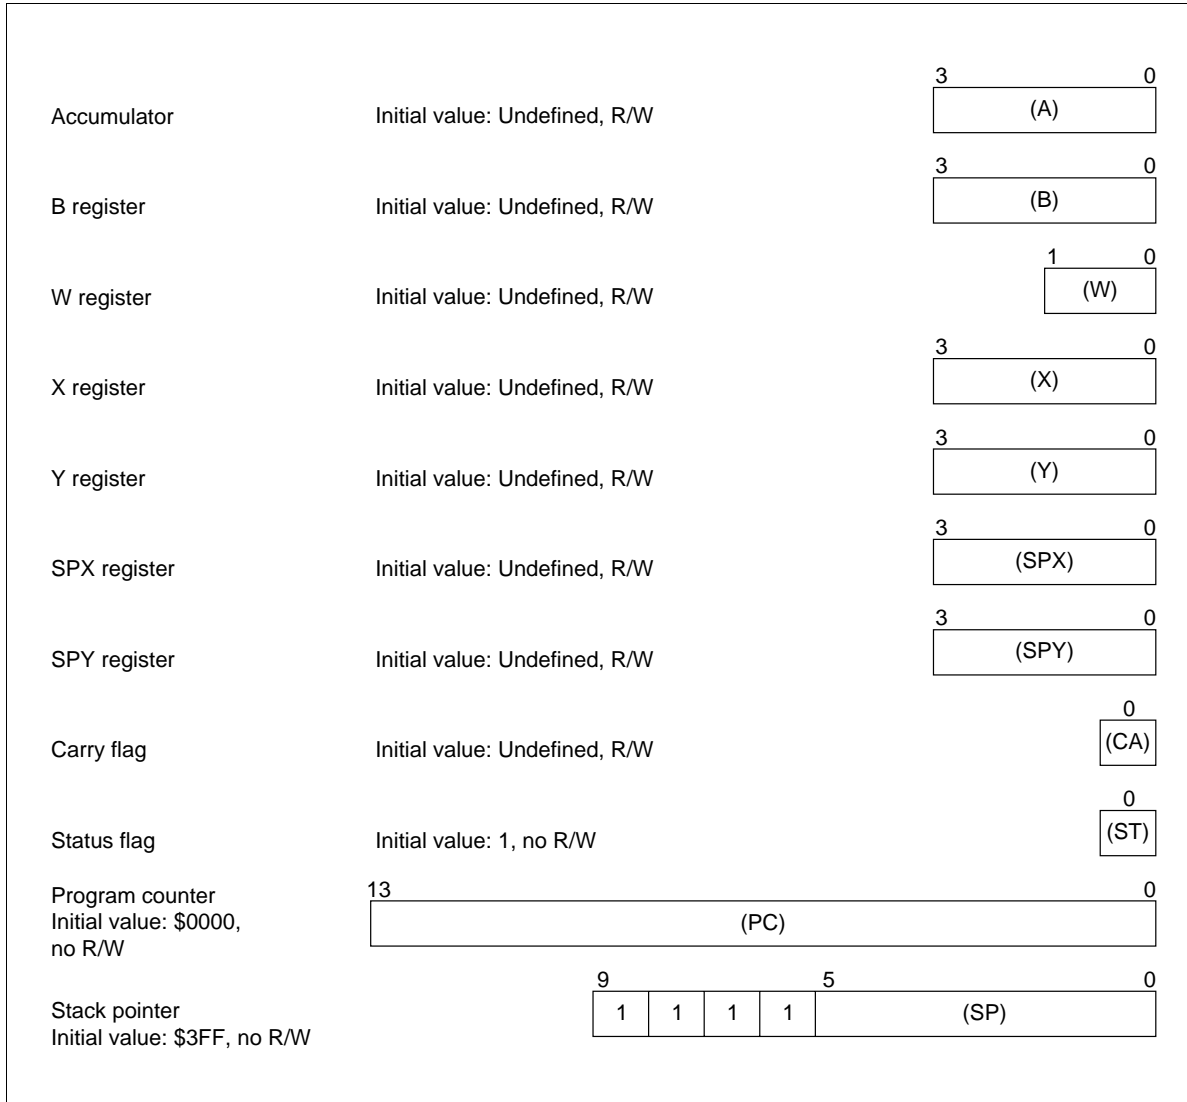 3 0
Accumulator Initial value: Undefined, R/W (A)
3 0
B register Initial value: Undefined, R/W (B)
1 0
W register Initial value: Undefined, R/W (W)
3 0
X register Initial value: Undefined, R/W (X)
3 0
Y register Initial value: Undefined, R/W (Y)
3 0
SPX register Initial value: Undefined, R/W (SPX)
3 0
SPY register Initial value: Undefined, R/W (SPY)
0
Carry flag Initial value: Undefined, R/W (CA)
0
Status flag Initial value: 1, no R/W (ST)
Program counter 13 0
Initial value: $0000, (PC)
no R/W
9 5 0
Stack pointer 1 1 1 1 (SP)
Initial value: $3FF, no R/W